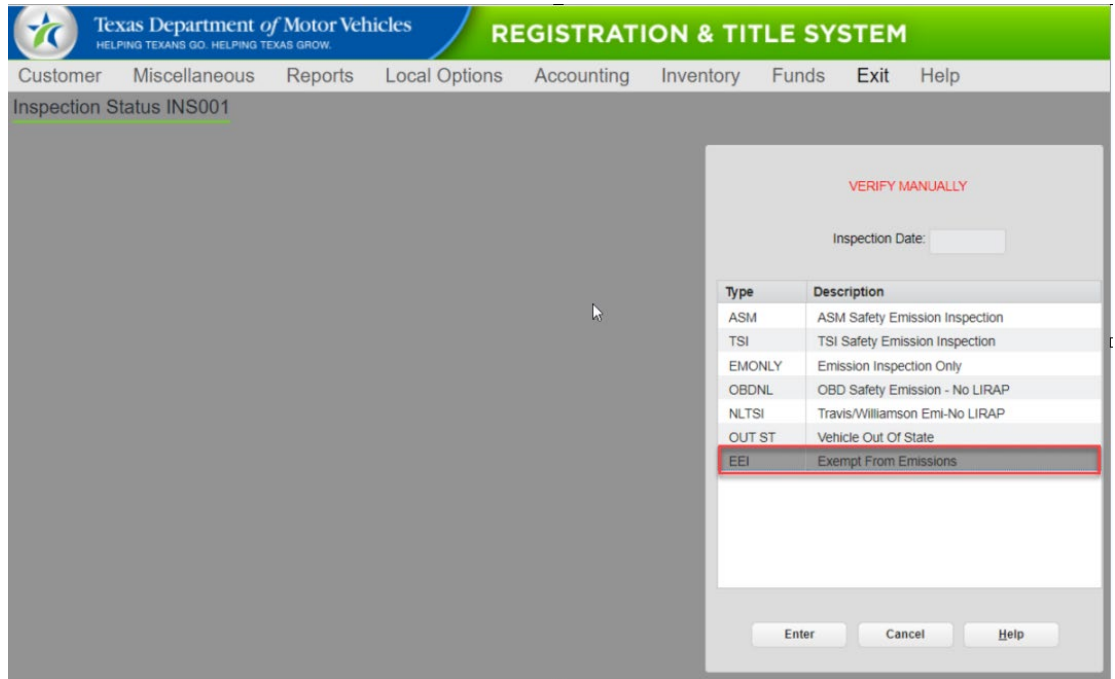 Texas Department of Motor Vehicles
HELPING TEXANS GO. HELPING TEXAS GROW.
REGISTRATION & TITLE SYSTEM
Customer Miscellaneous Reports Local Options Accounting Inventory Funds Exit Help
Inspection Status INS001
VERIFY MANUALLY
Inspection Date:
Type Description
ASM ASM Safety Emission Inspection
TSI TSI Safety Emission Inspection
EMONLY Emission Inspection Only
OBDNL OBD Safety Emission - No LIRAP
NLTSI Travis/Williamson Emi-No LIRAP
OUT ST Vehicle Out Of State
EEI Exempt From Emissions
Enter Cancel Help